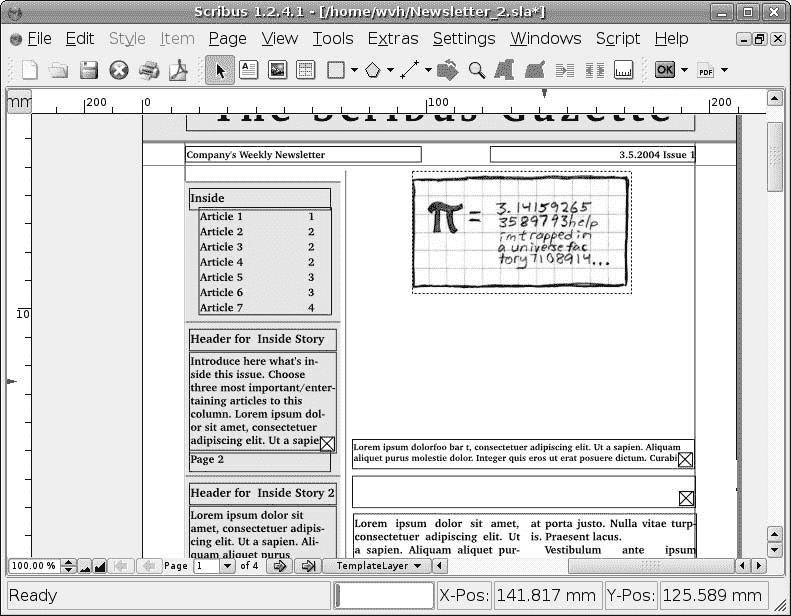 Scribus 1.2.4.1 - [/home/wvh/Newsletter_2.sla*]
File Edit Style Item Page View Tools Extras Settings Windows Script Help
OK PDF
mm 200 0 100 200
The Scribus Gazette
Company's Weekly Newsletter
3.5.2004 Issue 1
Inside
Article 1 1
Article 2 2
Article 3 2
Article 4 2
Article 5 3
Article 6 3
Article 7 4
π = 3.14159265
3589793help
imtrapped in
a universe fac
tory7108914...
10
Header for Inside Story
Introduce here what's in-
side this issue. Choose
three most important/enter-
taining articles to this
column. Lorem ipsum dol-
or sit amet, consectetuer
adipiscing elit. Ut a sapie
Page 2
Header for Inside Story 2
Lorem ipsum dolor sit
amet, consectetuer adipis-
cing elit. Ut a sapien. Ali-
quam aliquet purus
Lorem ipsum dolorfoo bar t, consectetuer adipiscing elit. Ut a sapien. Aliquam
aliquet purus molestie dolor. Integer quis eros ut erat posuere dictum. Curabi
Lorem ipsum dolor sit amet,
consectetuer adipiscing elit. Ut
a sapien. Aliquam aliquet pur-
at porta justo. Nulla vitae turp-
is. Praesent lacus.
Vestibulum ante ipsum
100.00 % Page 1 of 4 TemplateLayer
Ready X-Pos: 141.817 mm Y-Pos: 125.589 mm